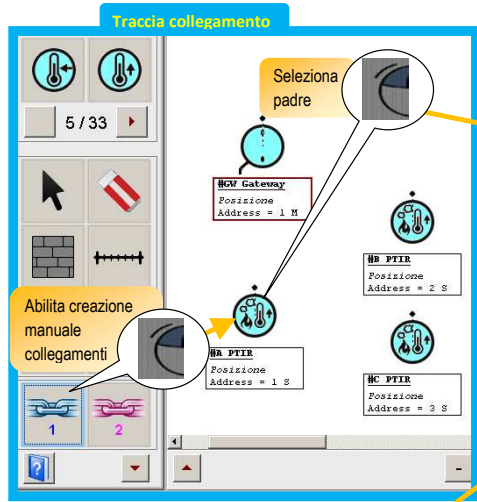 Traccia collegamento
Seleziona
padre
5 / 33
#GW Gateway
Posizione
Address = 1 M
#B PTIR
Posizione
Address = 2 S
Abilita creazione
manuale
collegamenti
#A PTIR
Posizione
Address = 1 S
#C PTIR
Posizione
Address = 3 S
1
2
?
-